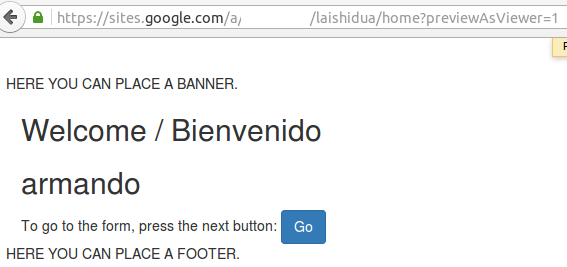 https://sites.google.com/a/ /laishidua/home?previewAsViewer=1
HERE YOU CAN PLACE A BANNER.
Welcome / Bienvenido
armando
To go to the form, press the next button: Go
HERE YOU CAN PLACE A FOOTER.